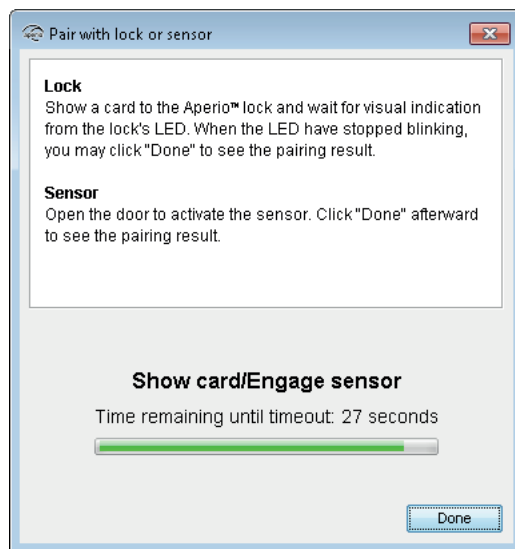 Pair with lock or sensor
Lock
Show a card to the Aperio™ lock and wait for visual indication
from the lock's LED. When the LED have stopped blinking,
you may click "Done" to see the pairing result.
Sensor
Open the door to activate the sensor. Click "Done" afterward
to see the pairing result.
Show card/Engage sensor
Time remaining until timeout: 27 seconds
Done